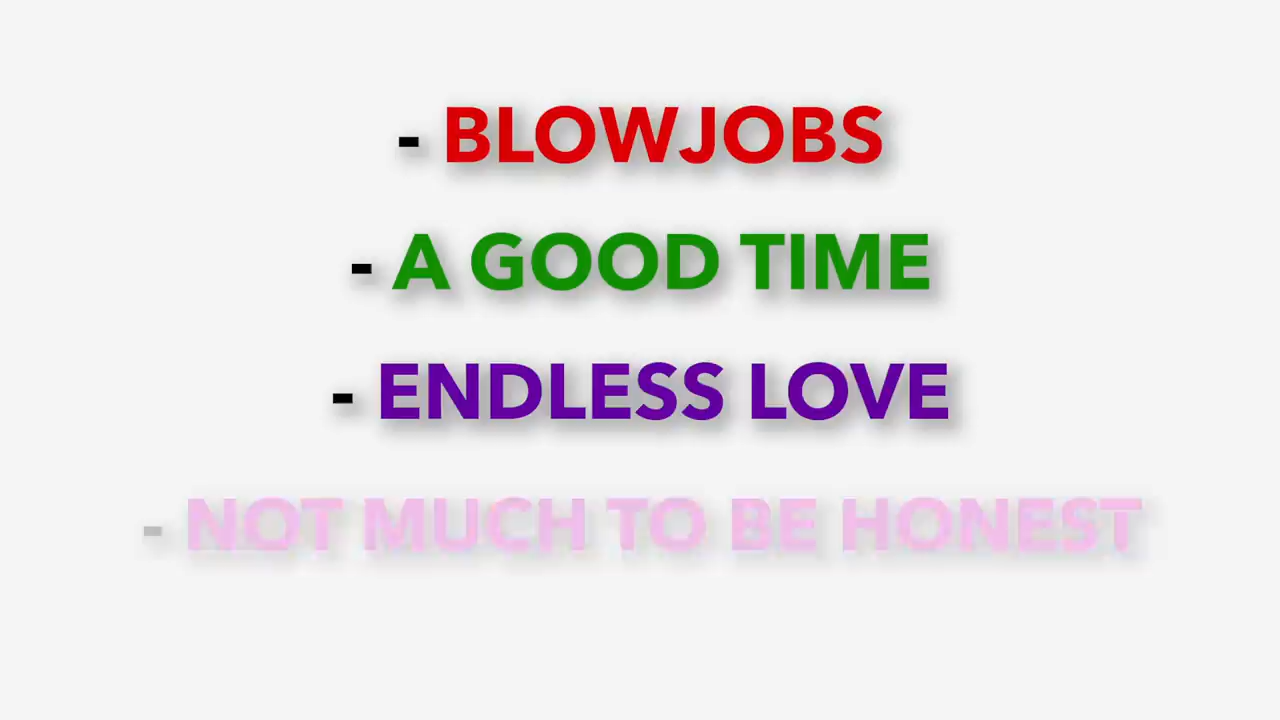 - BLOWJOBS
- A GOOD TIME
- ENDLESS LOVE
- NOT MUCH TO BE HONEST